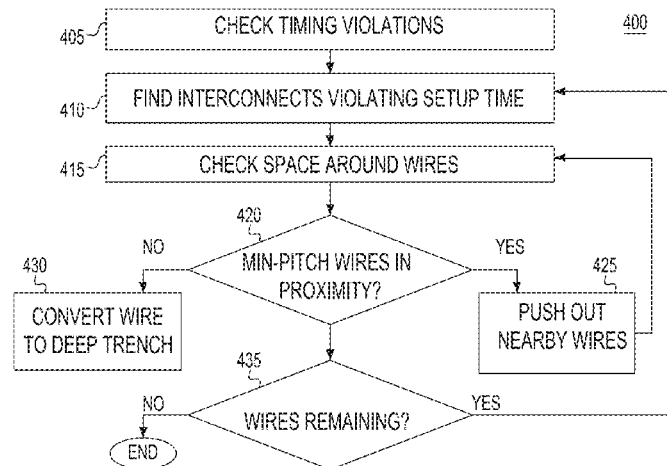 CHECK TIMING VIOLATIONS
405
400
FIND INTERCONNECTS VIOLATING SETUP TIME
410
CHECK SPACE AROUND WIRES
415
420
NO
YES
430
MIN-PITCH WIRES IN
PROXIMITY?
425
CONVERT WIRE
TO DEEP TRENCH
PUSH OUT
NEARBY WIRES
435
NO
YES
WIRES REMAINING?
END